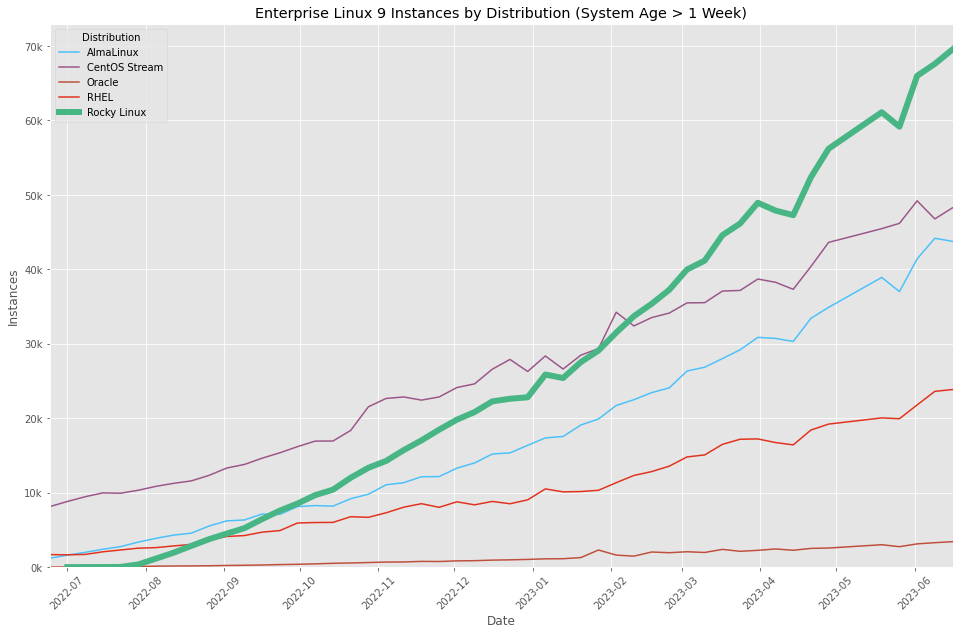 Enterprise Linux 9 Instances by Distribution (System Age > 1 Week)
Distribution
AlmaLinux
CentOS Stream
Oracle
RHEL
Rocky Linux
70k
60k
50k
40k
30k
20k
10k
0k
Instances
2022-07
2022-08
2022-09
2022-10
2022-11
2022-12
2023-01
2023-02
2023-03
2023-04
2023-05
2023-06
Date